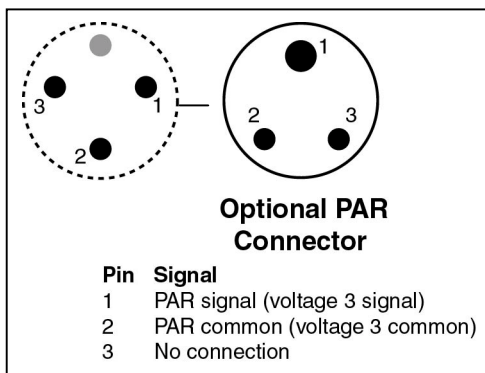 1
3
1
2
3
2
Optional PAR
Connector
Pin Signal
1 PAR signal (voltage 3 signal)
2 PAR common (voltage 3 common)
3 No connection